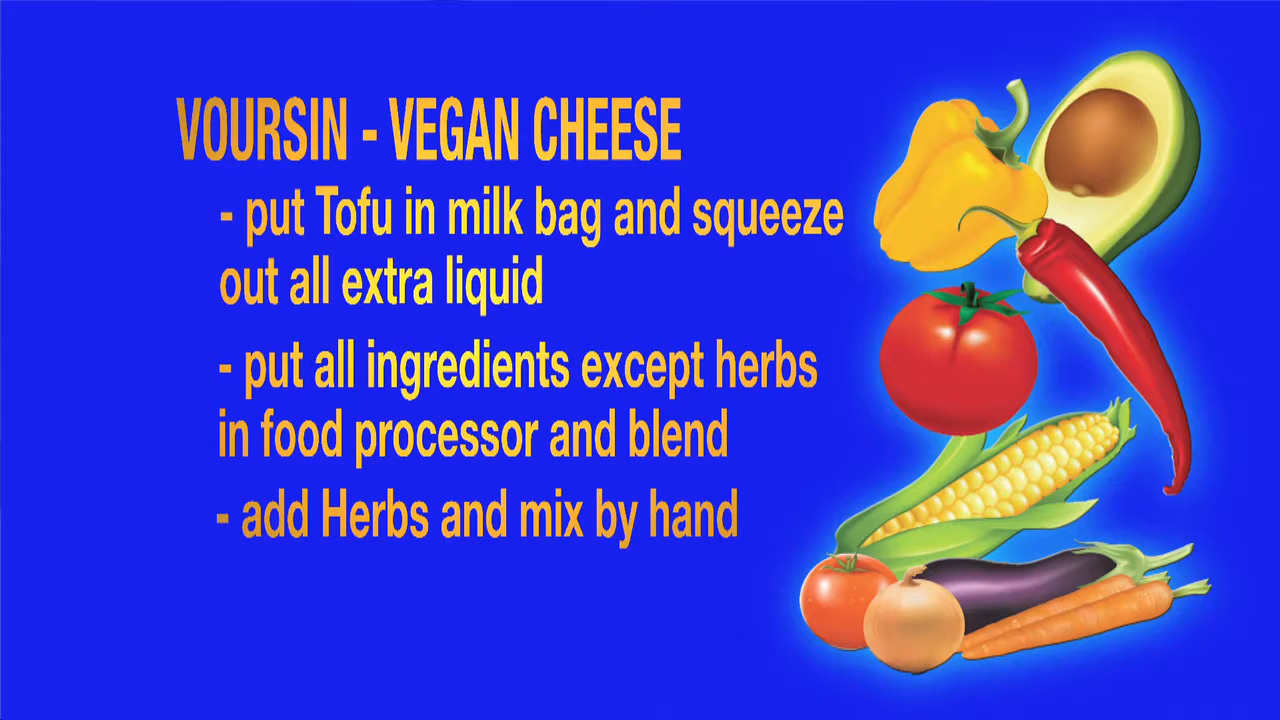 VOURSIN - VEGAN CHEESE
- put Tofu in milk bag and squeeze
out all extra liquid
- put all ingredients except herbs
in food processor and blend
- add Herbs and mix by hand